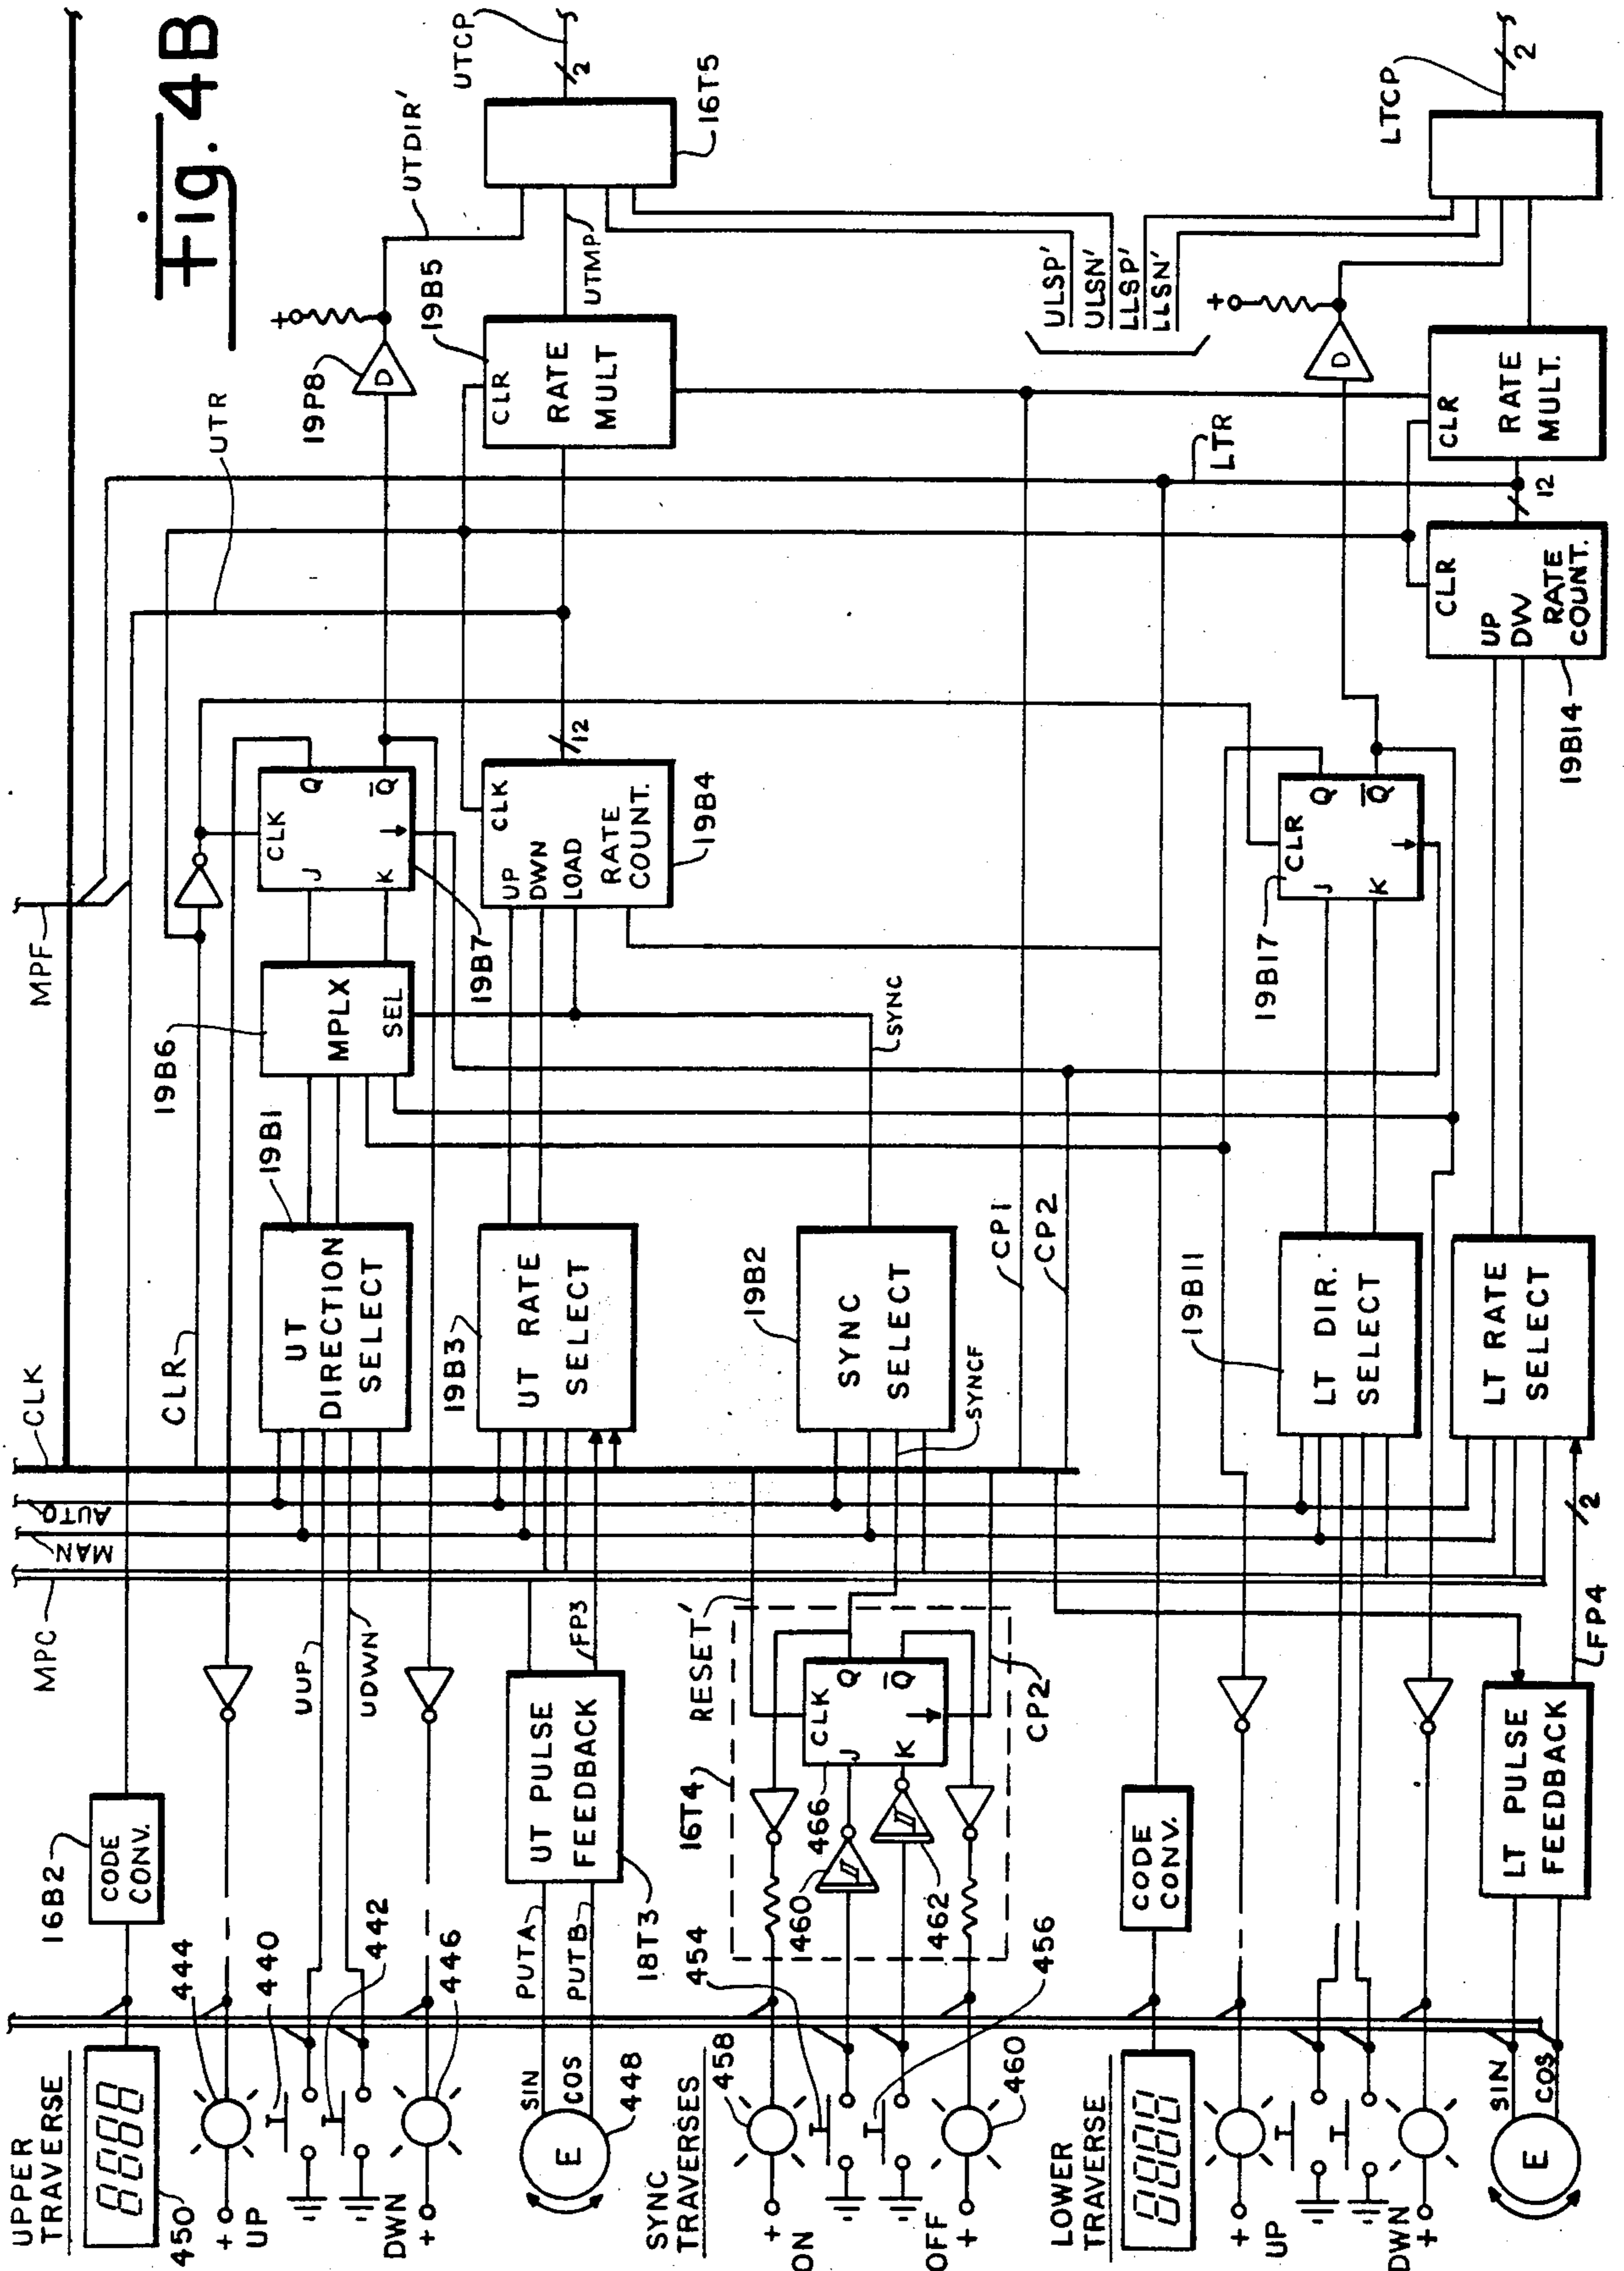 Fig. 4B
UTCP
2
UTDIR'
16T5
UTMP
19B5
19P8
D
+
CLR
RATE
MULT
UTR
ULSP'
ULSN'
LLSP'
LLSN'
LTCP
2
+
D
CLR
RATE
MULT.
LTR
12
CLR
UP
DW
RATE
COUNT.
19B14
MPF
CLK
Q
J
K
Q̅
19B7
12
CLK
UP
DWN
LOAD
RATE
COUNT.
19B4
CLR
Q
J
K
Q̅
19B17
19B6
MPLX
SEL
SYNC
19B1
UT
DIRECTION
SELECT
19B3
UT RATE
SELECT
19B2
SYNC
SELECT
SYNCF
CP1
CP2
19B11
LT DIR.
SELECT
LT RATE
SELECT
CLK
CLR
AUTO
MAN
MPC
UUP
UDWN
FP3
RESET'
CP2
2
LFP4
16B2
CODE
CONV.
UT PULSE
FEEDBACK
18T3
PUTA
PUTB
16T4
466
CLK
J
K
Q
Q̅
460
462
CODE
CONV.
LT PULSE
FEEDBACK
444
440
442
446
454
456
UPPER
TRAVERSE
8888
450
+
UP
DWN
+
SIN
COS
E
448
SYNC
TRAVERSES
458
+
ON
OFF
+
460
LOWER
TRAVERSE
8888
+
UP
DWN
+
SIN
COS
E